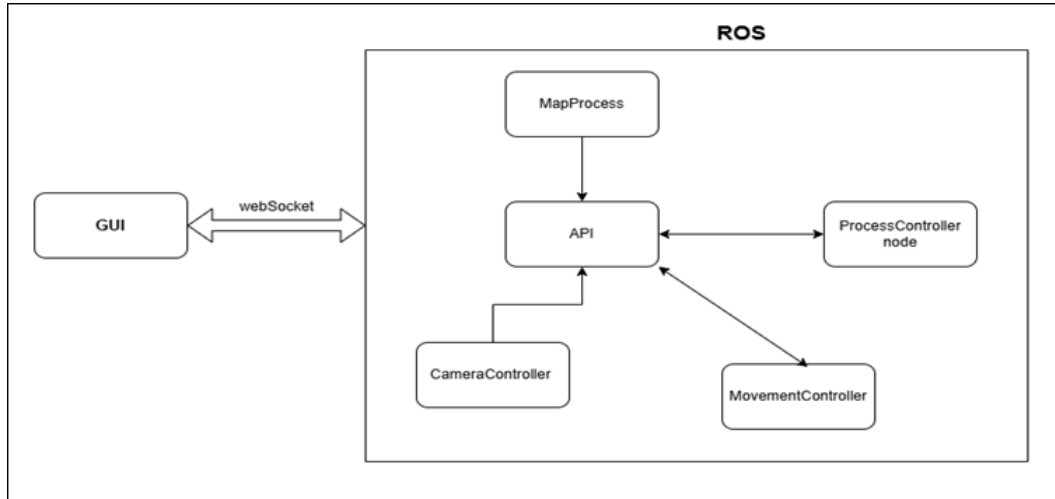 ROS
MapProcess
webSocket
GUI
API
ProcessController
node
CameraController
MovementController